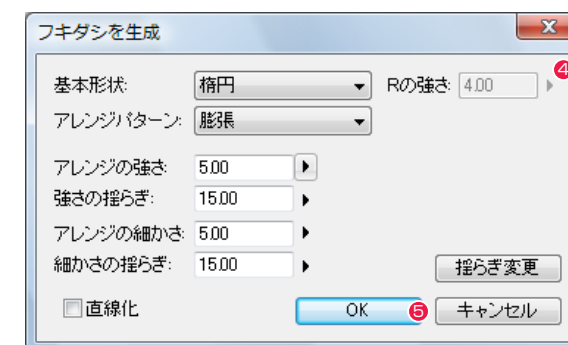 フキダシを生成
基本形状: 楕円 Rの強さ: 4.00 4
アレンジパターン: 膨張
アレンジの強さ: 5.00
強さの揺らぎ: 15.00
アレンジの細かさ: 5.00
細かさの揺らぎ: 15.00
揺らぎ変更
直線化 OK 5 キャンセル